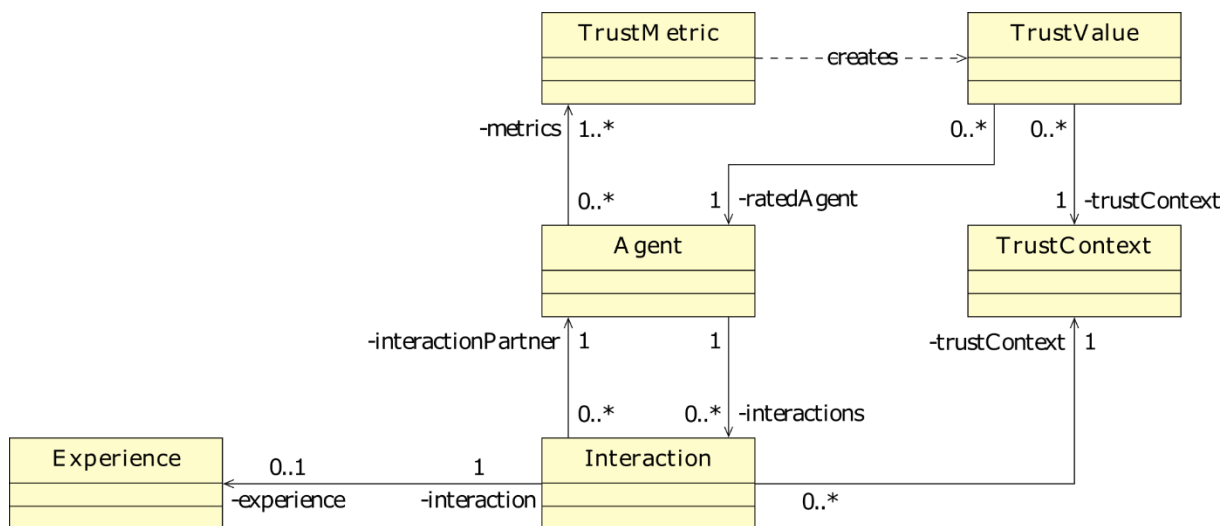 TrustMetric
TrustValue
creates
-metrics
1..*
0..*
0..*
0..*
1
-ratedAgent
1
-trustContext
Agent
TrustContext
-interactionPartner
1
1
-trustContext
1
0..*
0..*
-interactions
Experience
0..1
-experience
1
-interaction
Interaction
0..*